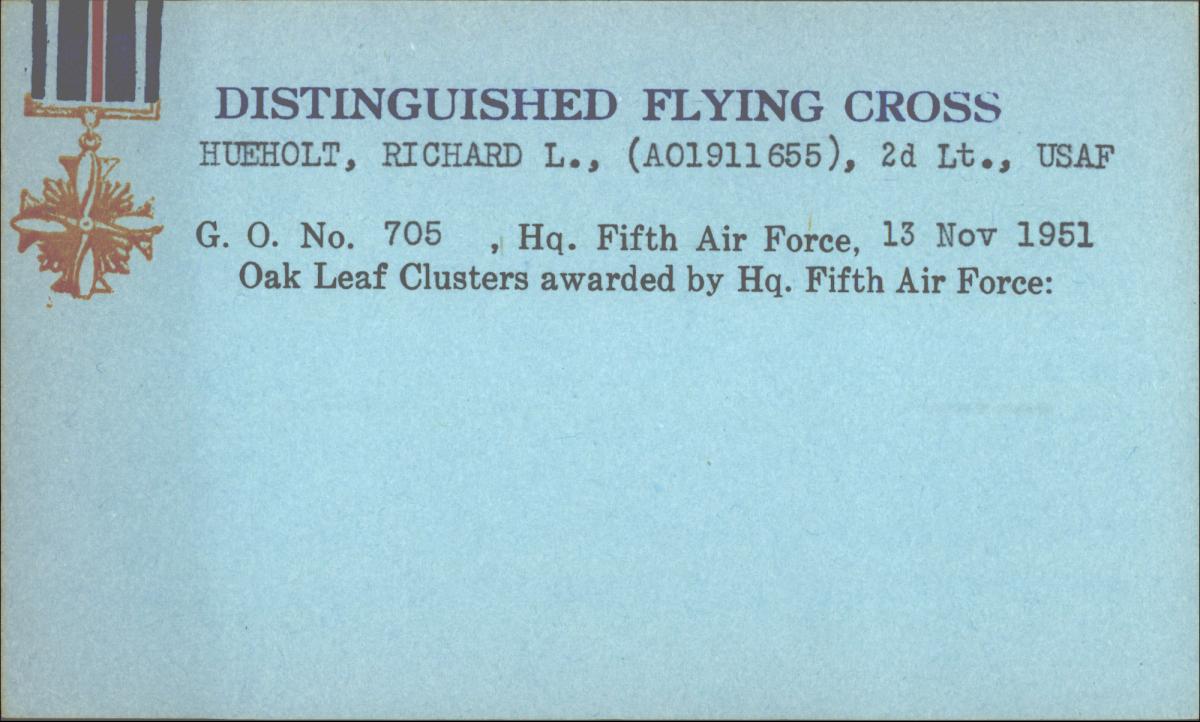 DISTINGUISHED FLYING CROSS
HUEHOLT, RICHARD L., (AO1911655), 2d Lt., USAF
G. O. No. 705 , Hq. Fifth Air Force, 13 Nov 1951
Oak Leaf Clusters awarded by Hq. Fifth Air Force: